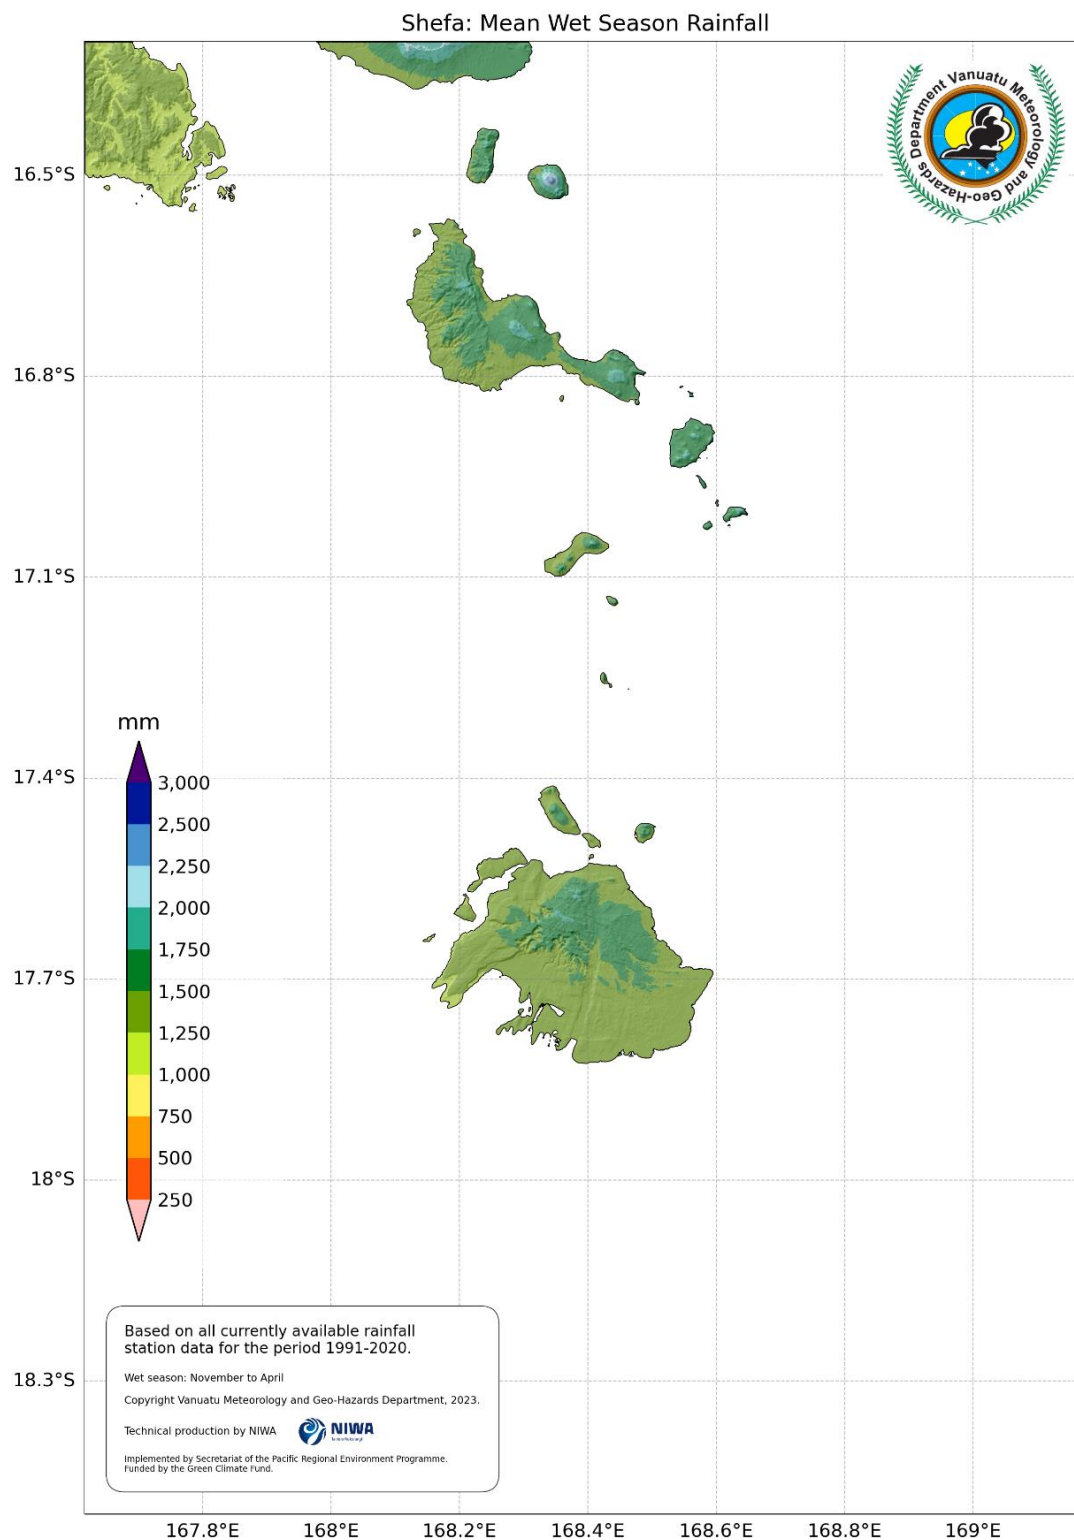 Shefa: Mean Wet Season Rainfall
Vanuatu Meteorology and Geo-Hazards Department
16.5°S
16.8°S
17.1°S
17.4°S
17.7°S
18°S
18.3°S
mm
3,000
2,500
2,250
2,000
1,750
1,500
1,250
1,000
750
500
250
Based on all currently available rainfall
station data for the period 1991-2020.
Wet season: November to April
Copyright Vanuatu Meteorology and Geo-Hazards Department, 2023.
Technical production by NIWA
NIWA
Implemented by Secretariat of the Pacific Regional Environment Programme.
Funded by the Green Climate Fund.
167.8°E
168°E
168.2°E
168.4°E
168.6°E
168.8°E
169°E